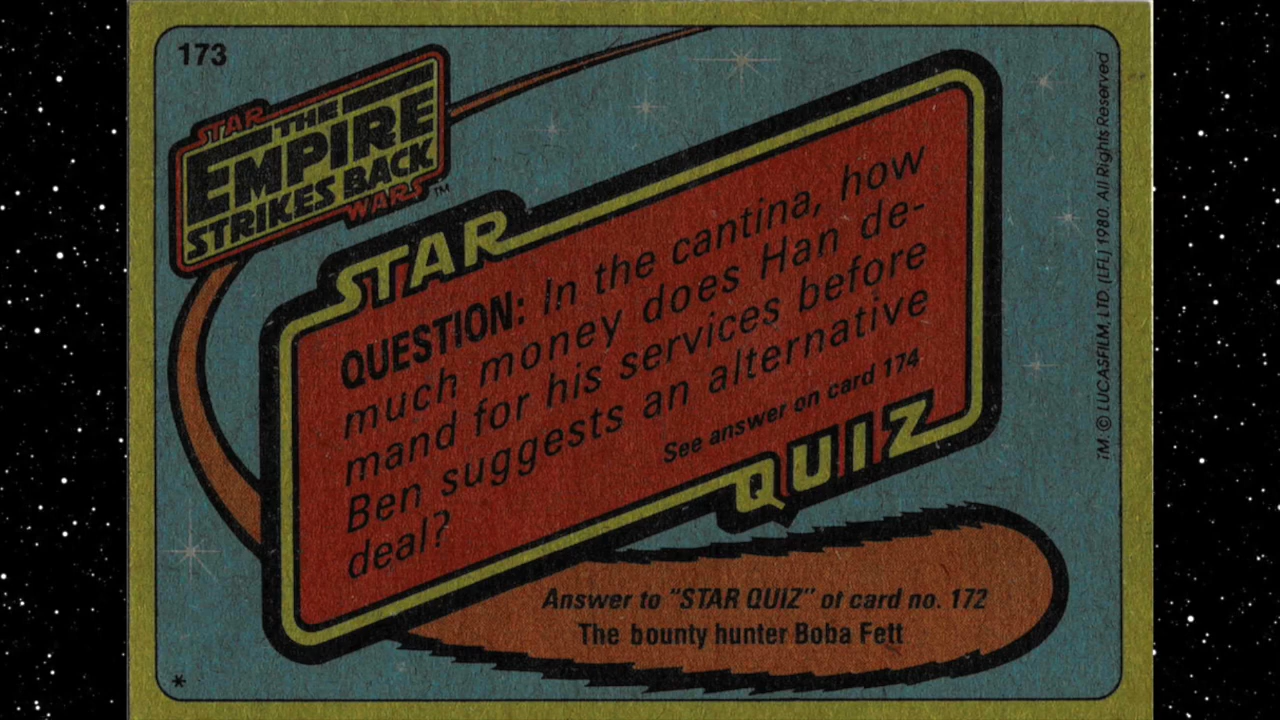 173
STAR
THE
EMPIRE
STRIKES BACK
WARS™
STAR
QUESTION: In the cantina, how
much money does Han de-
mand for his services before
Ben suggests an alternative
deal?
See answer on card 174
QUIZ
Answer to "STAR QUIZ" of card no. 172
The bounty hunter Boba Fett
*
TM. © LUCASFILM, LTD (LFL) 1980. All Rights Reserved